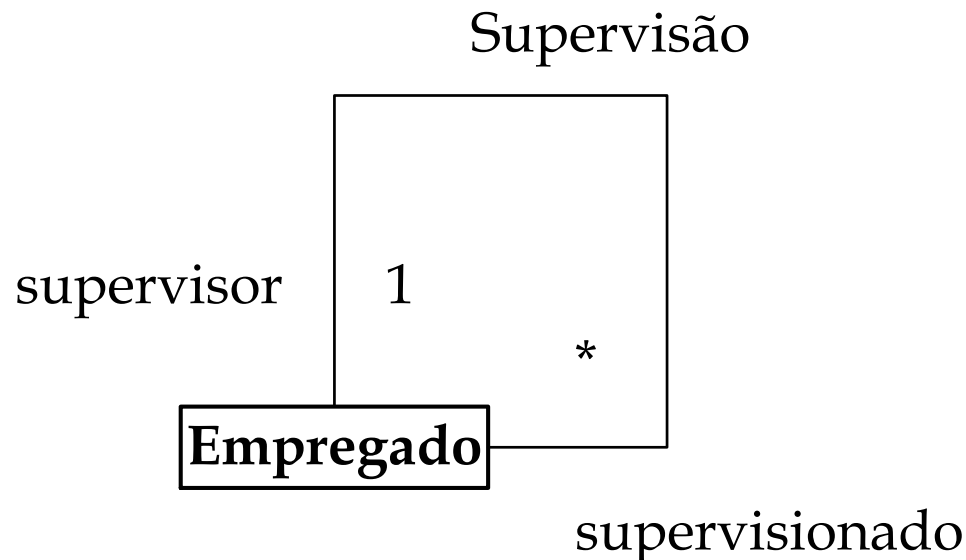 Supervisão
supervisor
1
*
Empregado
supervisionado